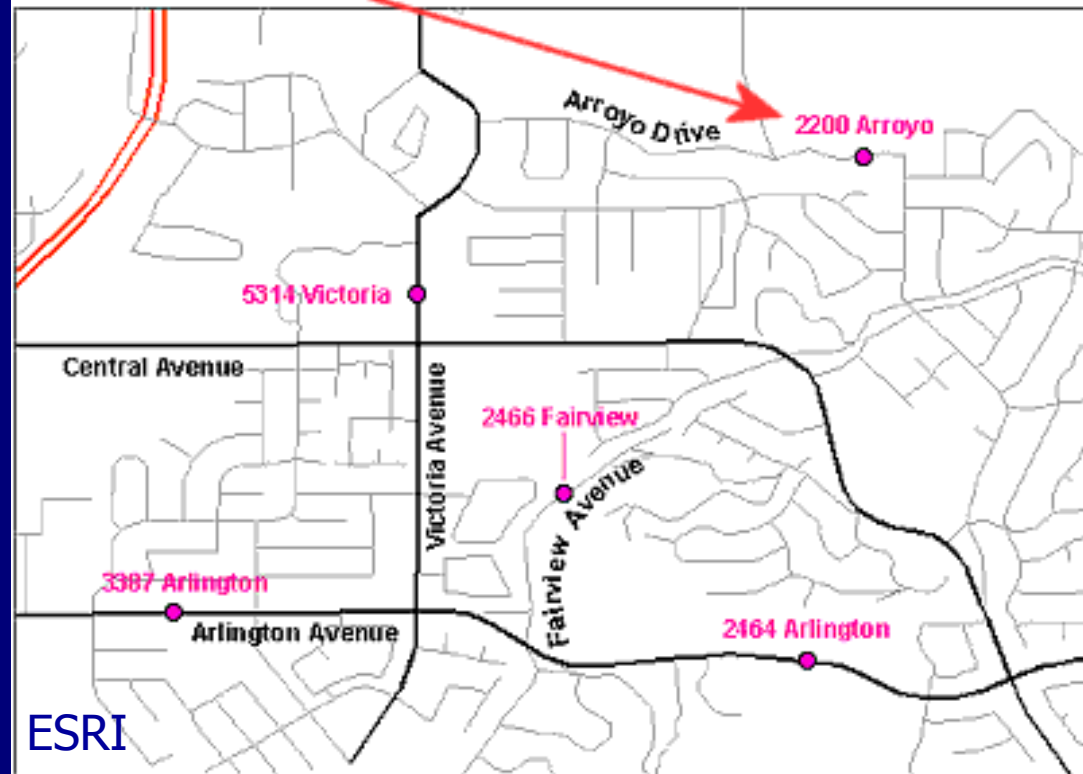 Arroyo Drive
2200 Arroyo
5314 Victoria
Central Avenue
Victoria Avenue
2466 Fairview
Fairview Avenue
3387 Arlington
Arlington Avenue
2464 Arlington
ESRI